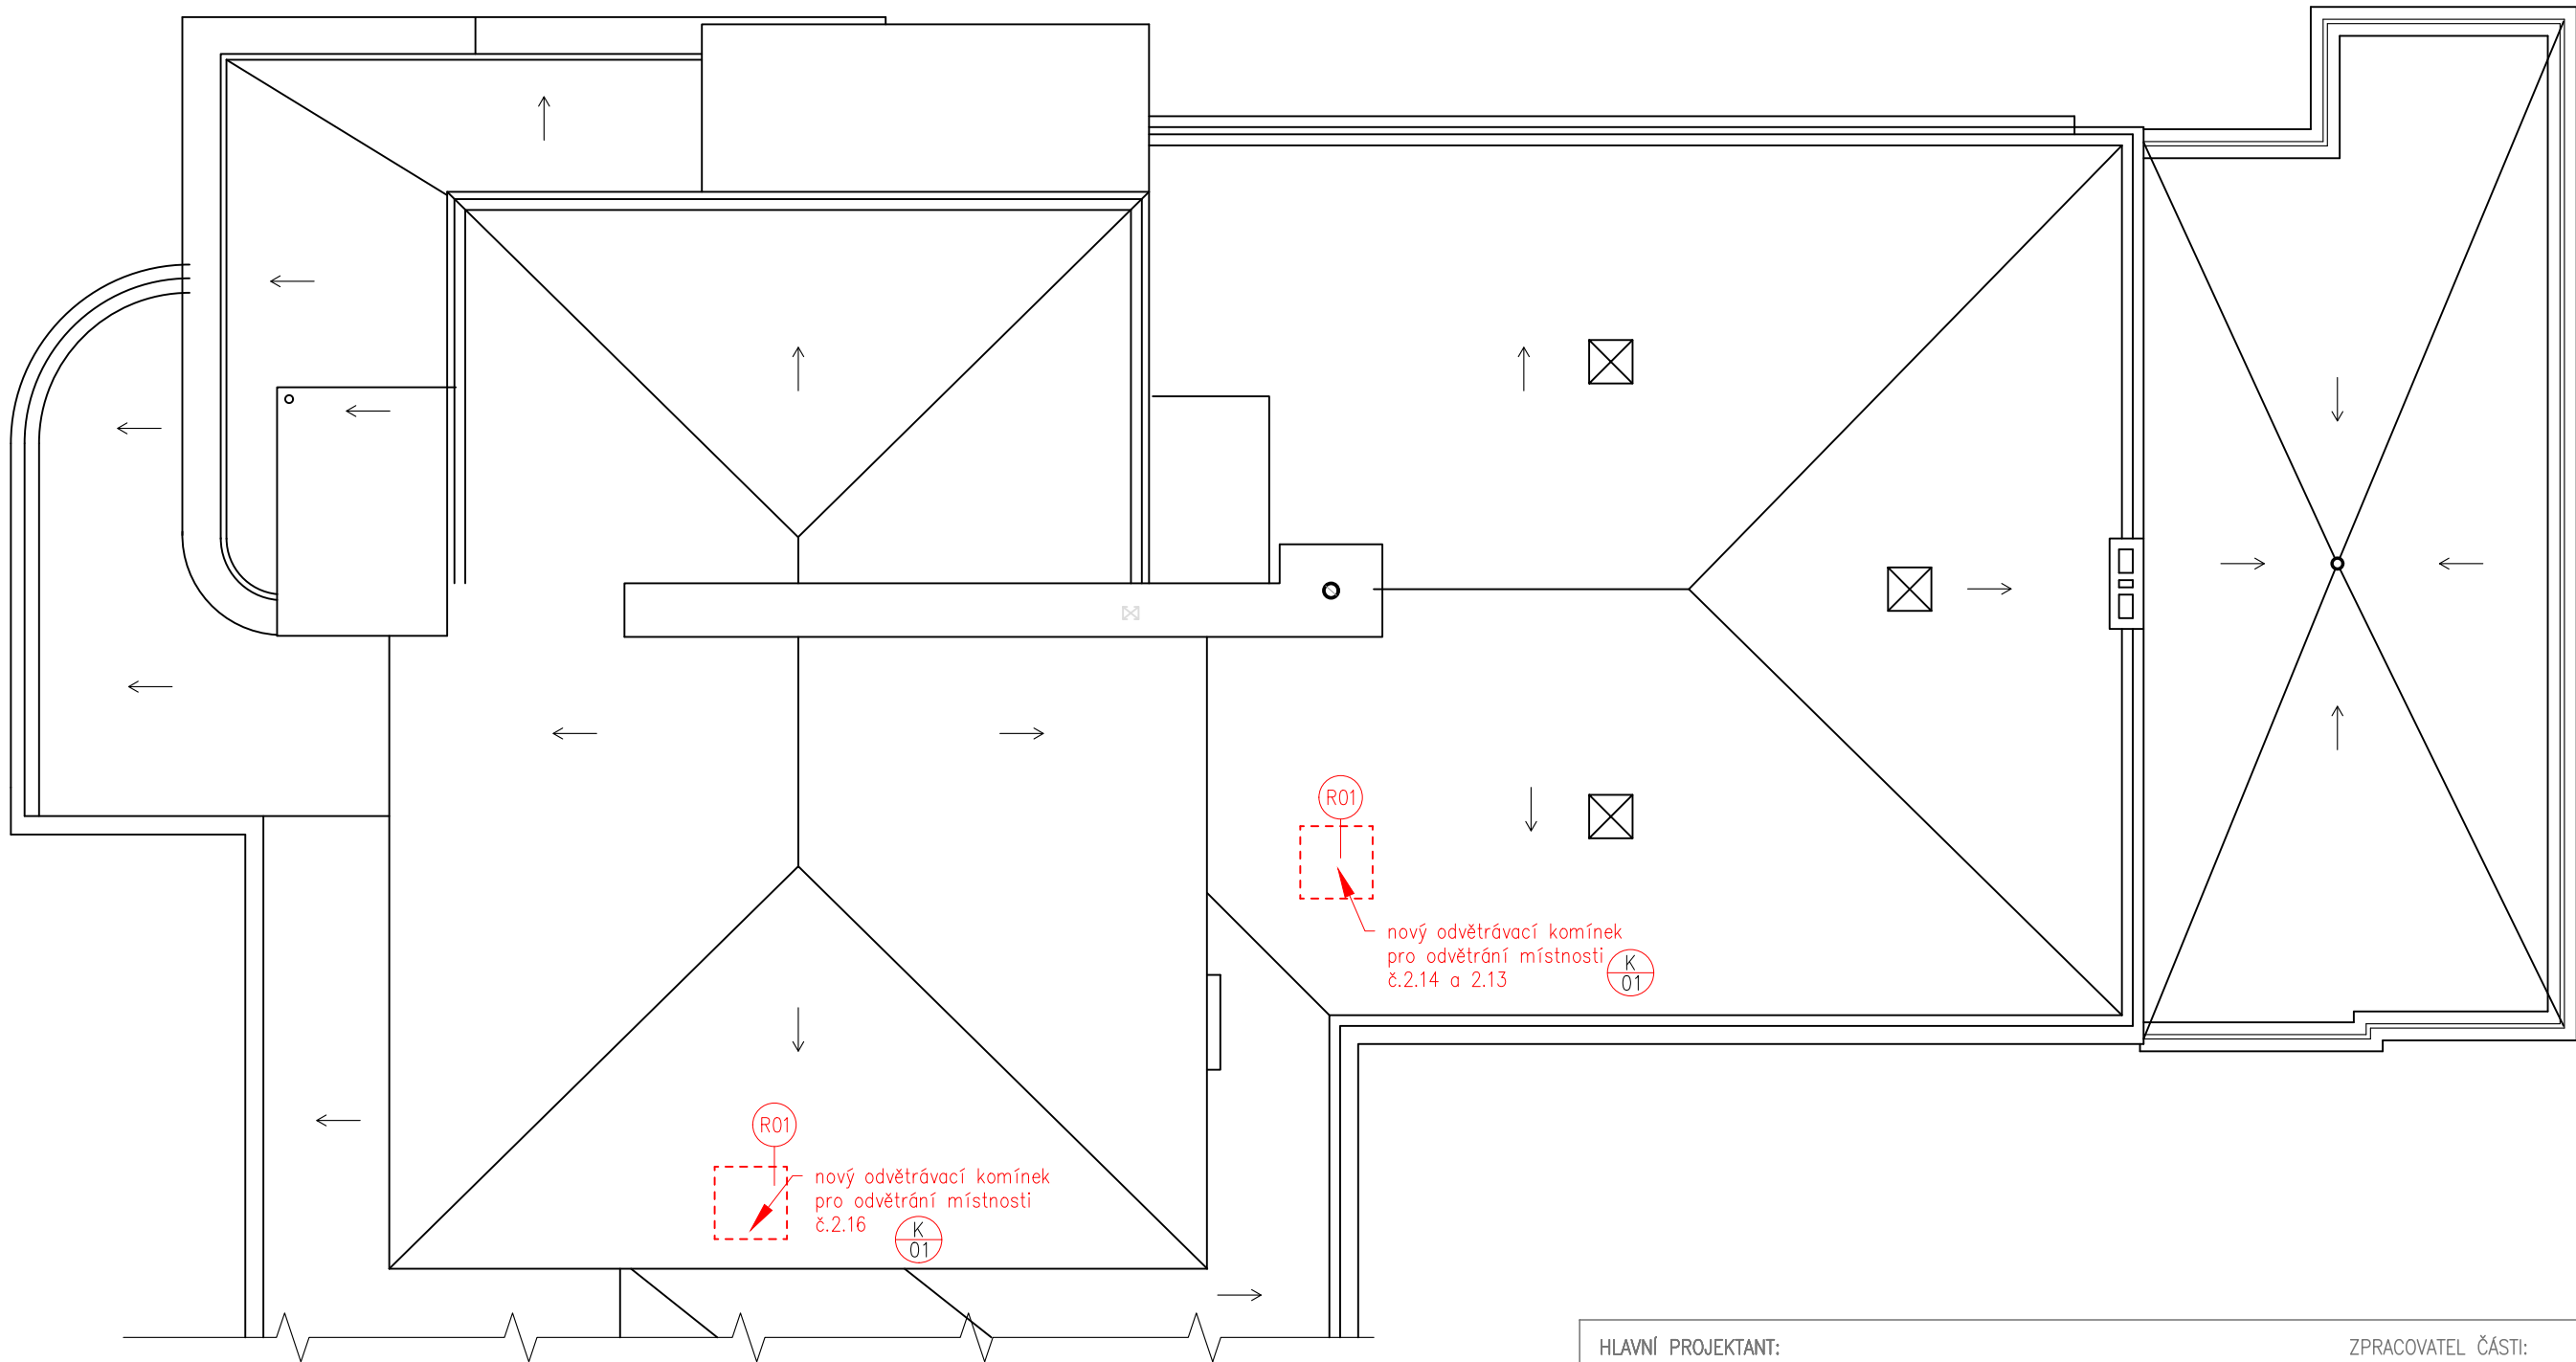 R01
nový odvětrávací komínek
pro odvětrání místnosti
č.2.14 a 2.13
K
01
R01
nový odvětrávací komínek
pro odvětrání místnosti
č.2.16
K
01
HLAVNÍ PROJEKTANT:
ZPRACOVATEL ČÁSTI: